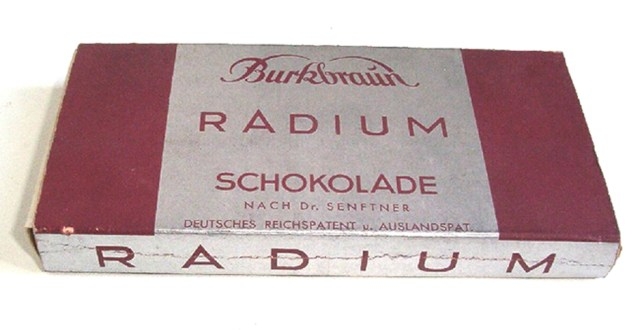 Burkbraun
RADIUM
SCHOKOLADE
NACH Dr. SENFTNER
DEUTSCHES REICHSPATENT u. AUSLANDSPAT.
RADIUM